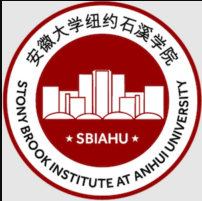 安徽大学纽约石溪学院
★ SBIAHU ★
STONY BROOK INSTITUTE AT ANHUI UNIVERSITY